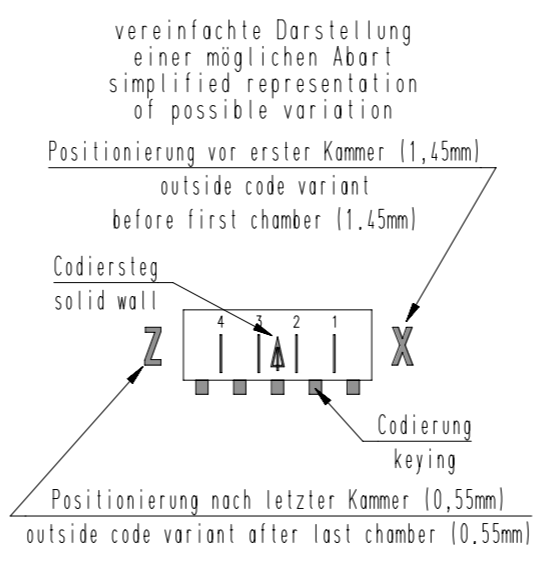 vereinfachte Darstellung
einer möglichen Abart
simplified representation
of possible variation
Positionierung vor erster Kammer (1,45mm)
outside code variant
before first chamber (1.45mm)
Codiersteg
solid wall
4 3 2 1
Z X
Codierung
keying
Positionierung nach letzter Kammer (0,55mm)
outside code variant after last chamber (0.55mm)